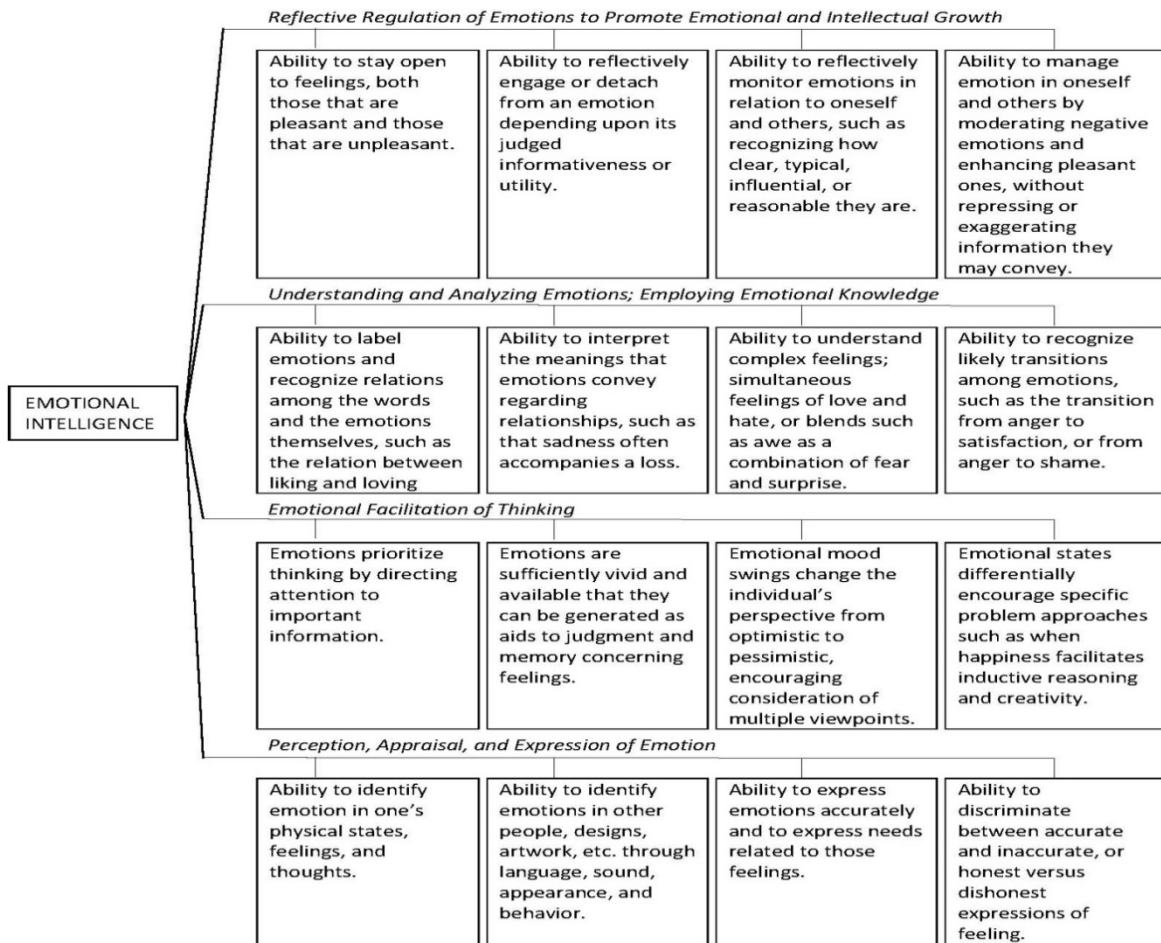 Reflective Regulation of Emotions to Promote Emotional and Intellectual Growth
Ability to stay open
to feelings, both
those that are
pleasant and those
that are unpleasant.
Ability to reflectively
engage or detach
from an emotion
depending upon its
judged
informativeness or
utility.
Ability to reflectively
monitor emotions in
relation to oneself
and others, such as
recognizing how
clear, typical,
influential, or
reasonable they are.
Ability to manage
emotion in oneself
and others by
moderating negative
emotions and
enhancing pleasant
ones, without
repressing or
exaggerating
information they
may convey.
Understanding and Analyzing Emotions; Employing Emotional Knowledge
Ability to label
emotions and
recognize relations
among the words
and the emotions
themselves, such as
the relation between
liking and loving
Ability to interpret
the meanings that
emotions convey
regarding
relationships, such as
that sadness often
accompanies a loss.
Ability to understand
complex feelings;
simultaneous
feelings of love and
hate, or blends such
as awe as a
combination of fear
and surprise.
Ability to recognize
likely transitions
among emotions,
such as the transition
from anger to
satisfaction, or from
anger to shame.
EMOTIONAL
INTELLIGENCE
Emotional Facilitation of Thinking
Emotions prioritize
thinking by directing
attention to
important
information.
Emotions are
sufficiently vivid and
available that they
can be generated as
aids to judgment and
memory concerning
feelings.
Emotional mood
swings change the
individual's
perspective from
optimistic to
pessimistic,
encouraging
consideration of
multiple viewpoints.
Emotional states
differentially
encourage specific
problem approaches
such as when
happiness facilitates
inductive reasoning
and creativity.
Perception, Appraisal, and Expression of Emotion
Ability to identify
emotion in one's
physical states,
feelings, and
thoughts.
Ability to identify
emotions in other
people, designs,
artwork, etc. through
language, sound,
appearance, and
behavior.
Ability to express
emotions accurately
and to express needs
related to those
feelings.
Ability to
discriminate
between accurate
and inaccurate, or
honest versus
dishonest
expressions of
feeling.